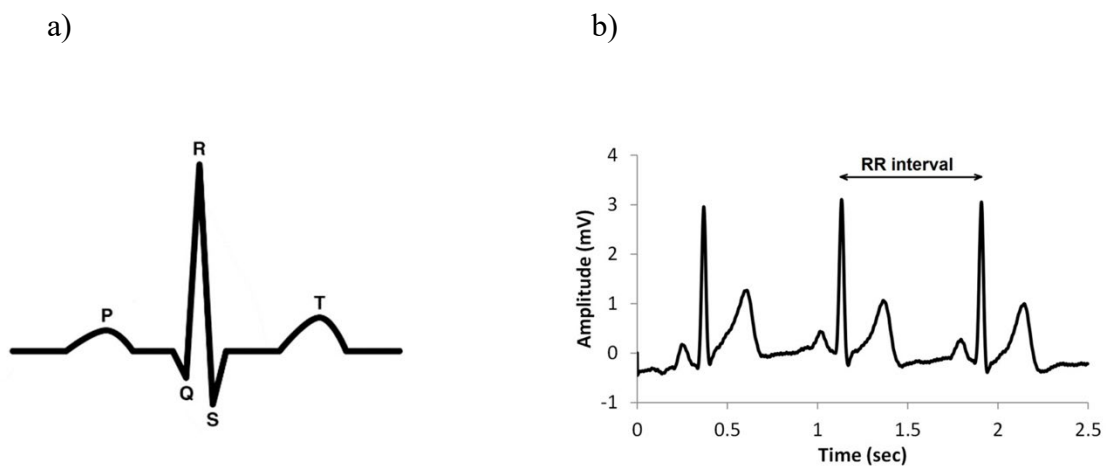 a)
b)
R
P
T
Q
S
RR interval
4
3
2
1
0
-1
Amplitude (mV)
0 0.5 1 1.5 2 2.5
Time (sec)